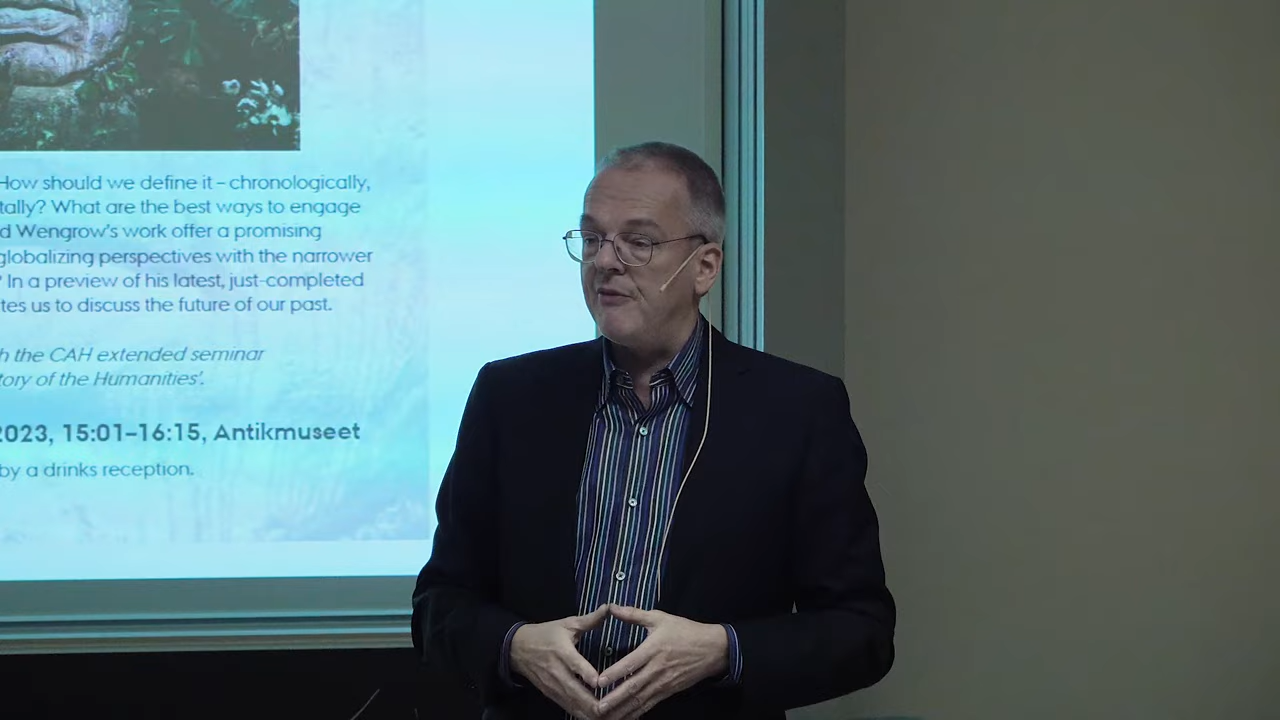 How should we define it – chronologically,
tally? What are the best ways to engage
d Wengrow's work offer a promising
globalizing perspectives with the narrower
? In a preview of his latest, just-completed
tes us to discuss the future of our past.
h the CAH extended seminar
tory of the Humanities'.
2023, 15:01–16:15, Antikmuseet
by a drinks reception.